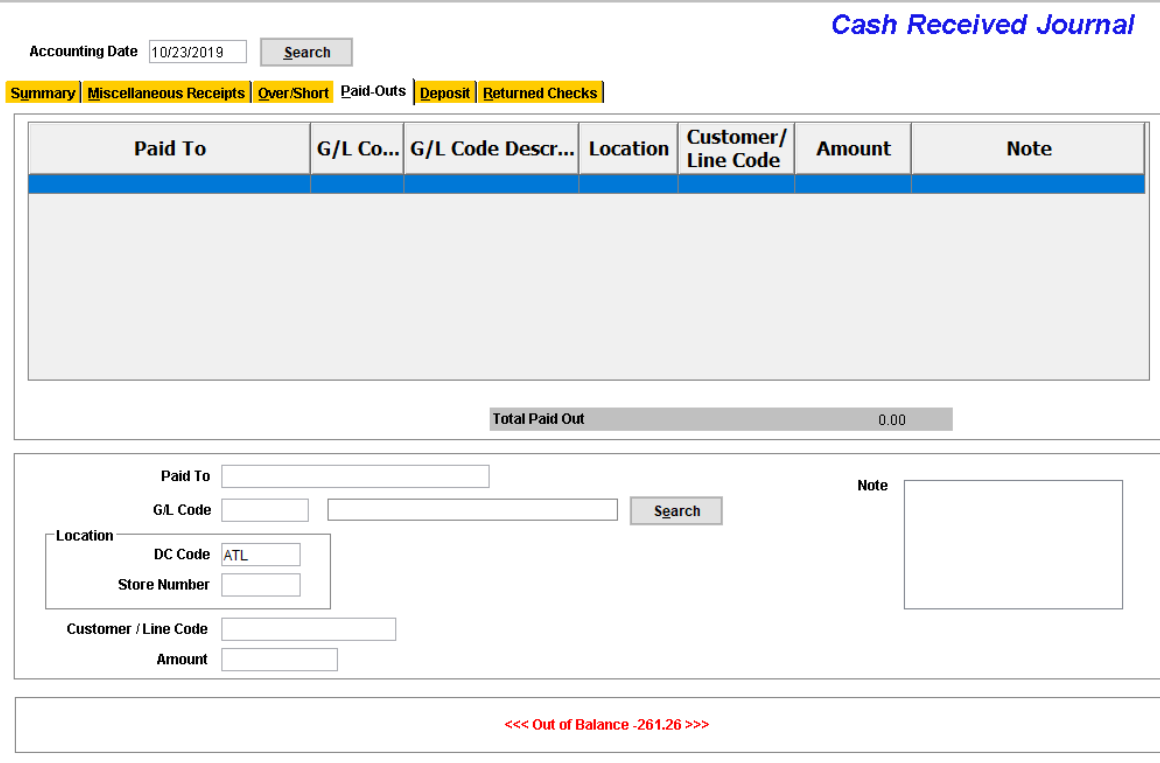 Cash Received Journal
Accounting Date 10/23/2019 Search
Summary Miscellaneous Receipts Over/Short Paid-Outs Deposit Returned Checks
Paid To G/L Co... G/L Code Descr... Location Customer/ Line Code Amount Note
Total Paid Out 0.00
Paid To
Note
G/L Code Search
Location
DC Code ATL
Store Number
Customer / Line Code
Amount
<<< Out of Balance -261.26 >>>